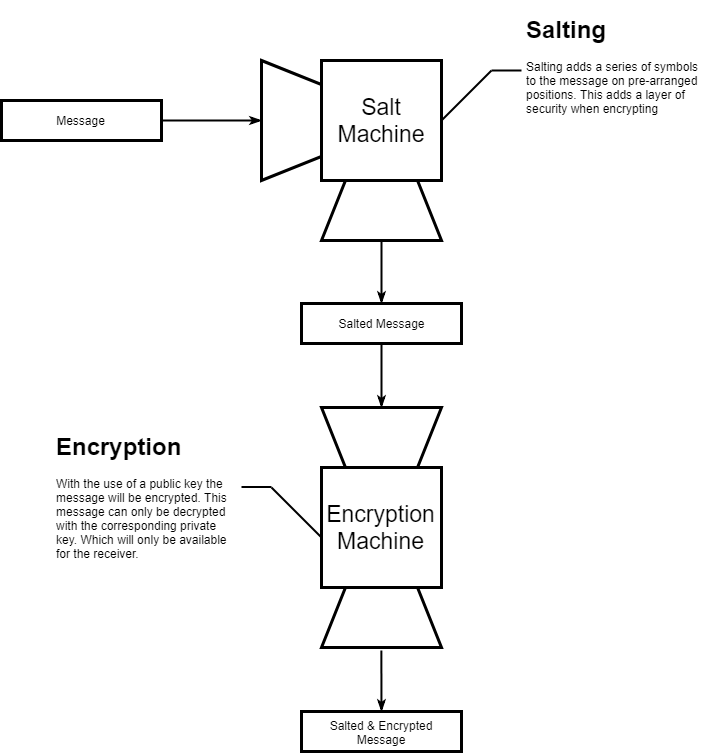 Salting
Salting adds a series of symbols
to the message on pre-arranged
positions. This adds a layer of
security when encrypting
Message
Salt
Machine
Salted Message
Encryption
With the use of a public key the
message will be encrypted. This
message can only be decrypted
with the corresponding private
key. Which will only be available
for the receiver.
Encryption
Machine
Salted & Encrypted
Message